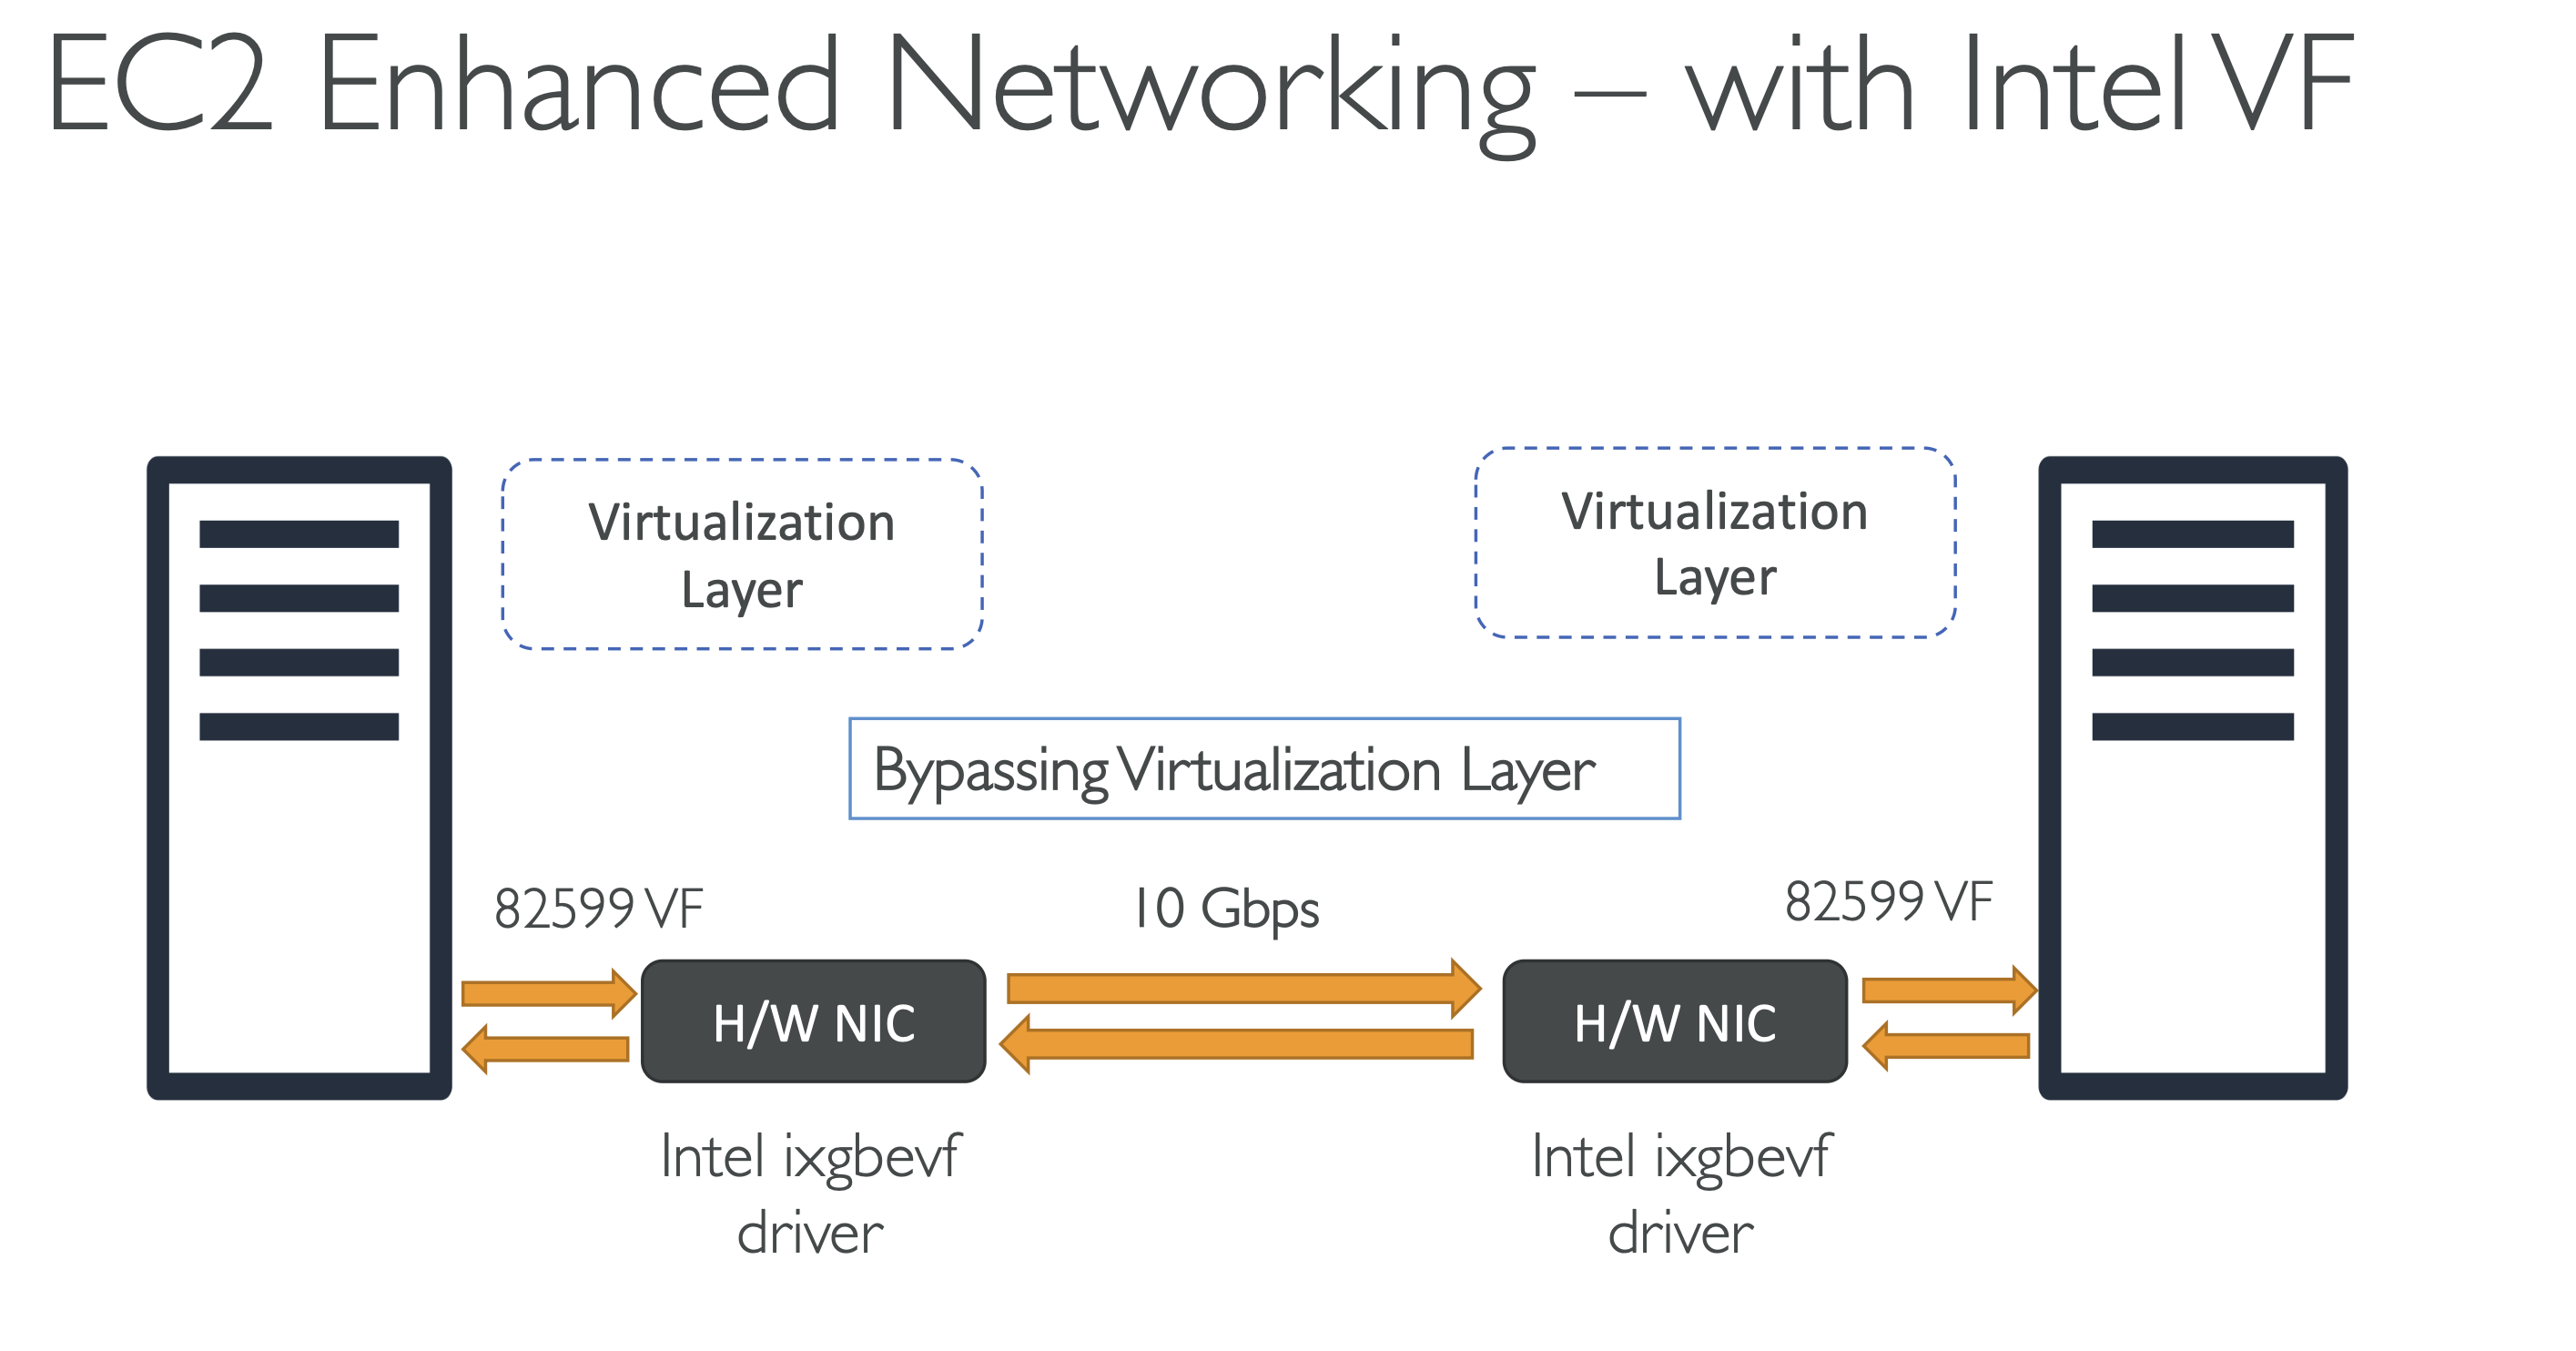 EC2 Enhanced Networking – with Intel VF
Virtualization
Layer
Virtualization
Layer
Bypassing Virtualization Layer
82599 VF
10 Gbps
82599 VF
H/W NIC
H/W NIC
Intel ixgbevf
driver
Intel ixgbevf
driver